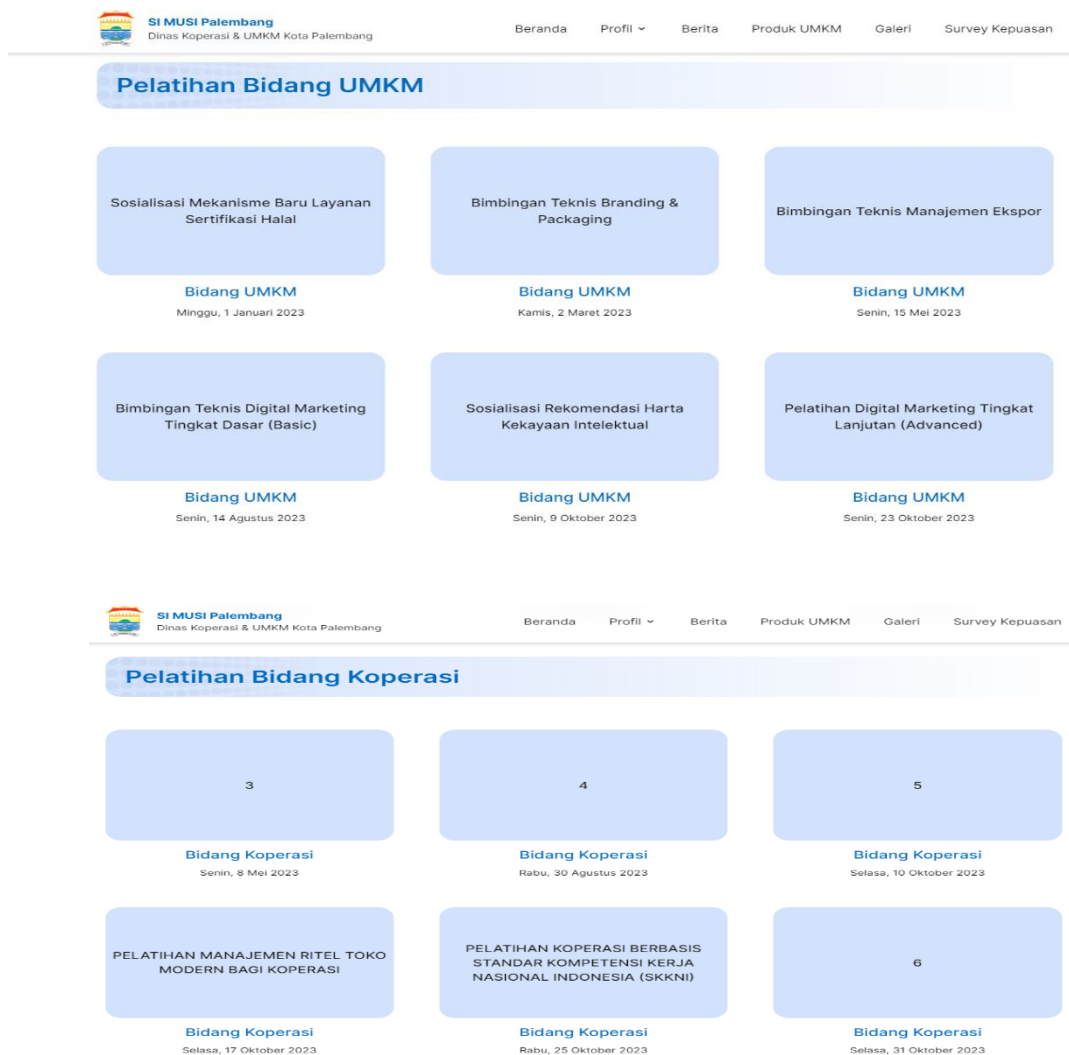 SI MUSI Palembang
Dinas Koperasi & UMKM Kota Palembang
Beranda Profil Berita Produk UMKM Galeri Survey Kepuasan
Pelatihan Bidang UMKM
Sosialisasi Mekanisme Baru Layanan
Sertifikasi Halal
Bidang UMKM
Minggu, 1 Januari 2023
Bimbingan Teknis Branding &
Packaging
Bidang UMKM
Kamis, 2 Maret 2023
Bimbingan Teknis Manajemen Ekspor
Bidang UMKM
Senin, 15 Mei 2023
Bimbingan Teknis Digital Marketing
Tingkat Dasar (Basic)
Bidang UMKM
Senin, 14 Agustus 2023
Sosialisasi Rekomendasi Harta
Kekayaan Intelektual
Bidang UMKM
Senin, 9 Oktober 2023
Pelatihan Digital Marketing Tingkat
Lanjutan (Advanced)
Bidang UMKM
Senin, 23 Oktober 2023
SI MUSI Palembang
Dinas Koperasi & UMKM Kota Palembang
Beranda Profil Berita Produk UMKM Galeri Survey Kepuasan
Pelatihan Bidang Koperasi
3
Bidang Koperasi
Senin, 8 Mei 2023
4
Bidang Koperasi
Rabu, 30 Agustus 2023
5
Bidang Koperasi
Selasa, 10 Oktober 2023
PELATIHAN MANAJEMEN RITEL TOKO
MODERN BAGI KOPERASI
Bidang Koperasi
Selasa, 17 Oktober 2023
PELATIHAN KOPERASI BERBASIS
STANDAR KOMPETENSI KERJA
NASIONAL INDONESIA (SKKNI)
Bidang Koperasi
Rabu, 25 Oktober 2023
6
Bidang Koperasi
Selasa, 31 Oktober 2023